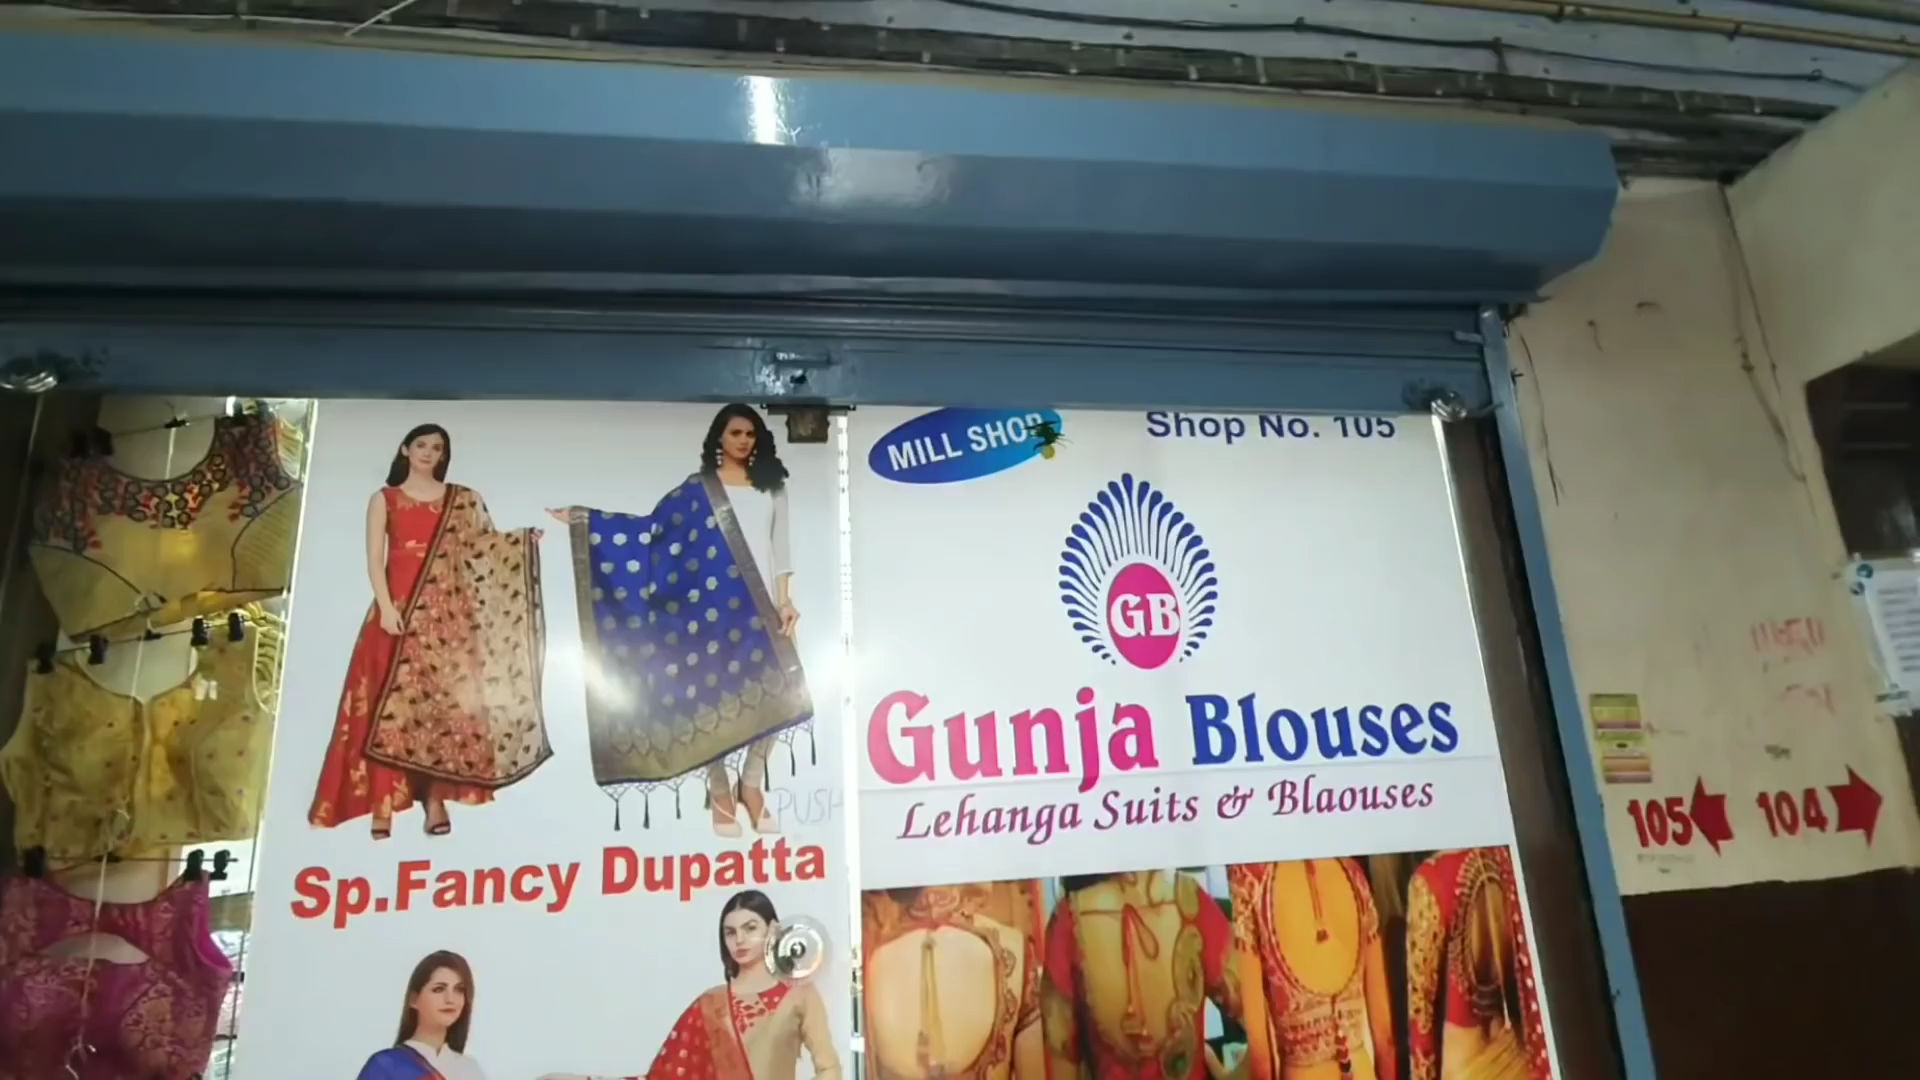 MILL SHOP
Shop No. 105
GB
Gunja Blouses
Lehanga Suits & Blaouses
PUSH
Sp.Fancy Dupatta
105
104